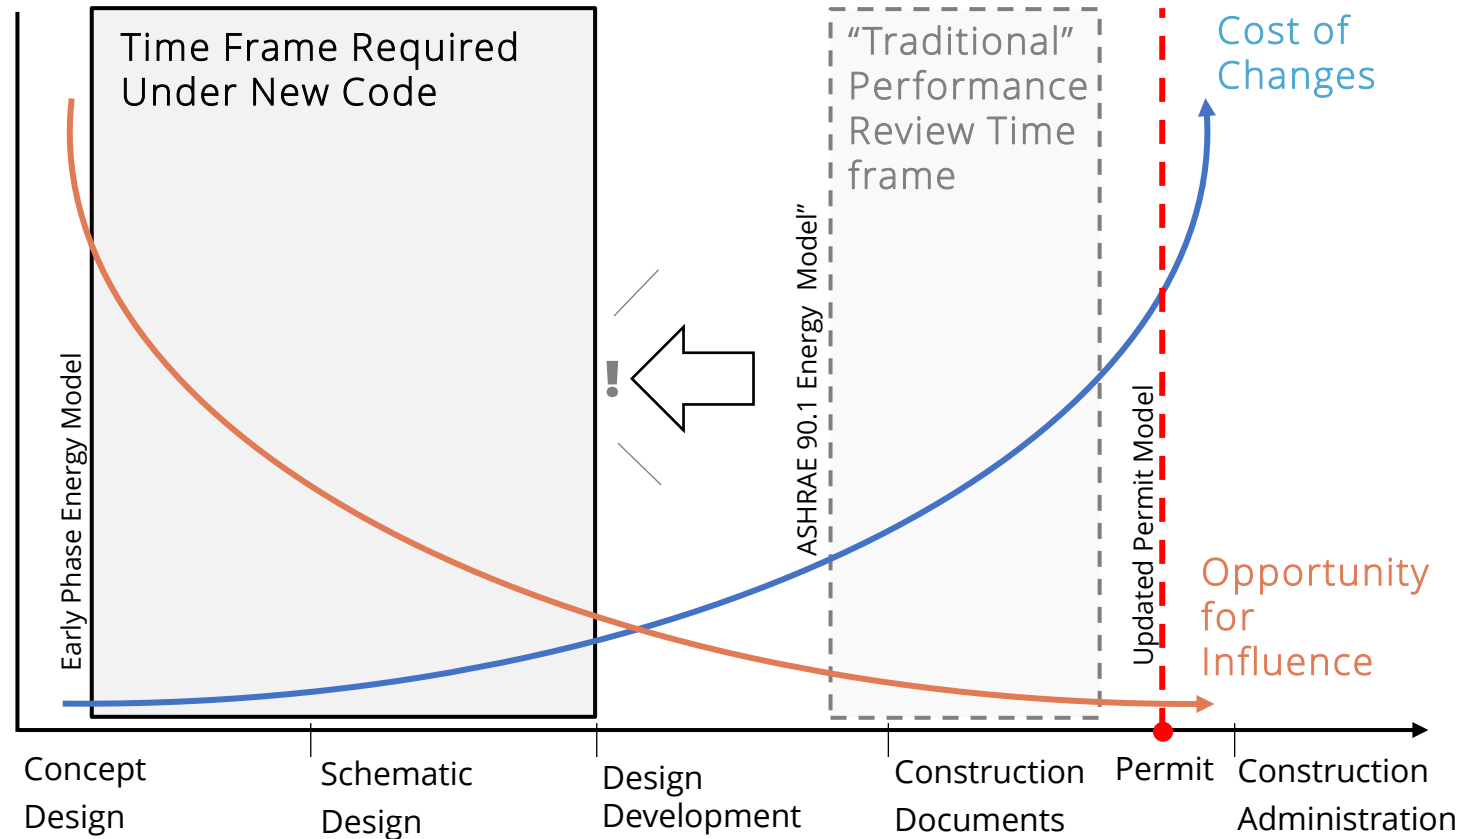 Time Frame Required
Under New Code
“Traditional”
Performance
Review Time
frame
Cost of
Changes
Early Phase Energy Model
!
ASHRAE 90.1 Energy Model”
Updated Permit Model
Opportunity
for
Influence
Concept
Design
Schematic
Design
Design
Development
Construction
Documents
Permit
Construction
Administration